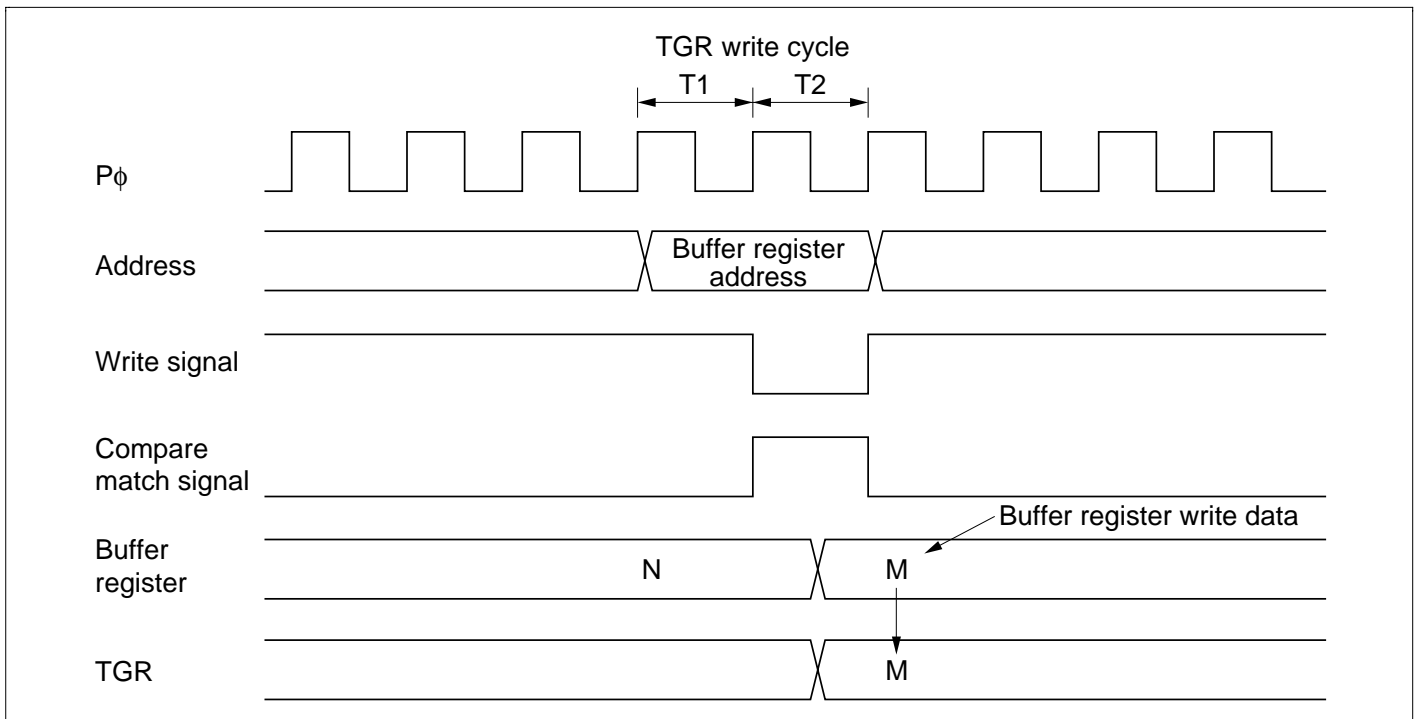 TGR write cycle
T1 T2
Pϕ
Address
Buffer register
address
Write signal
Compare
match signal
Buffer register write data
Buffer
register
N M
TGR
M